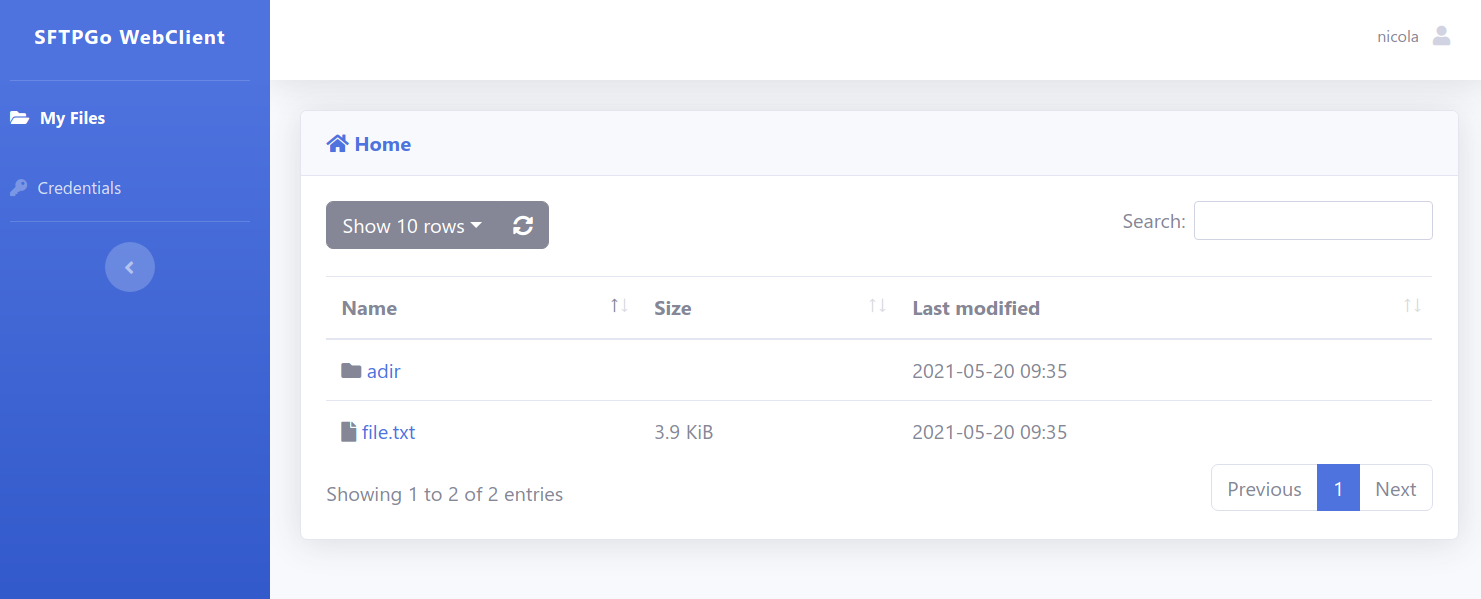 SFTPGo WebClient
nicola
My Files
Credentials
Home
Show 10 rows
Search:
Name Size Last modified
adir 2021-05-20 09:35
file.txt 3.9 KiB 2021-05-20 09:35
Showing 1 to 2 of 2 entries
Previous 1 Next